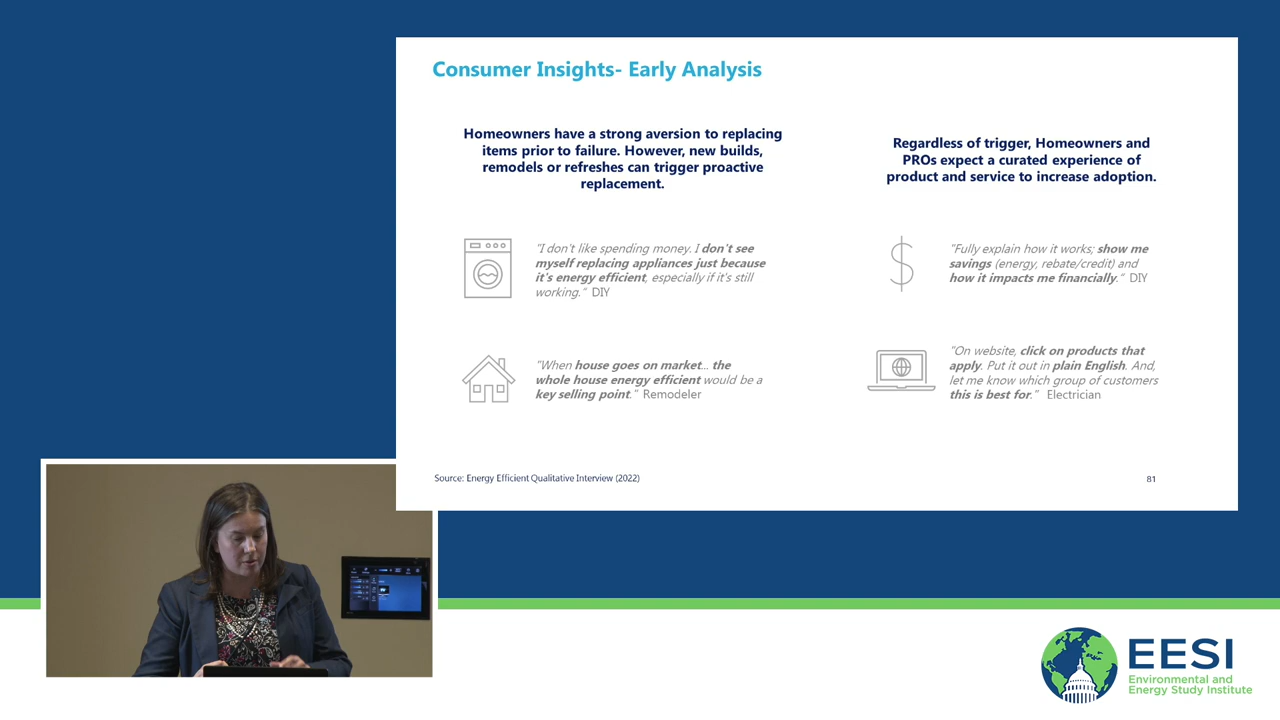 Consumer Insights- Early Analysis
Homeowners have a strong aversion to replacing
items prior to failure. However, new builds,
remodels or refreshes can trigger proactive
replacement.
"I don't like spending money. I don't see
myself replacing appliances just because
it's energy efficient, especially if it's still
working." DIY
"When house goes on market... the
whole house energy efficient would be a
key selling point." Remodeler
Regardless of trigger, Homeowners and
PROs expect a curated experience of
product and service to increase adoption.
"Fully explain how it works; show me
savings (energy, rebate/credit) and
how it impacts me financially." DIY
"On website, click on products that
apply. Put it out in plain English. And,
let me know which group of customers
this is best for." Electrician
Source: Energy Efficient Qualitative Interview (2022)
81
EESI
Environmental and
Energy Study Institute